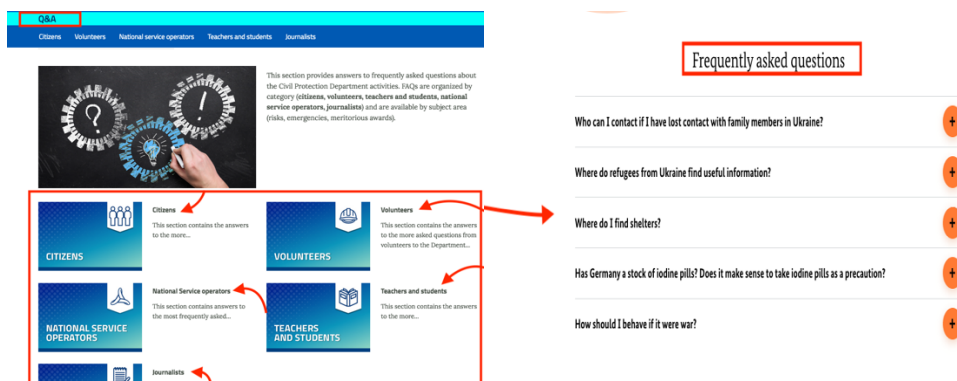 Q&A
Citizens Volunteers National service operators Teachers and students Journalists
This section provides answers to frequently asked questions about
the Civil Protection Department activities. FAQs are organized by
category (citizens, volunteers, teachers and students, national
service operators, journalists) and are available by subject area
(risks, emergencies, meritorious awards).
CITIZENS
Citizens
This section contains the answers
to the more...
VOLUNTEERS
Volunteers
This section contains the answers
to the more asked questions from
volunteers to the Department...
NATIONAL SERVICE
OPERATORS
National Service operators
This section contains answers to
the most frequently asked...
TEACHERS
AND STUDENTS
Teachers and students
This section contains the answers
to the more...
Journalists
Frequently asked questions
Who can I contact if I have lost contact with family members in Ukraine?
Where do refugees from Ukraine find useful information?
Where do I find shelters?
Has Germany a stock of iodine pills? Does it make sense to take iodine pills as a precaution?
How should I behave if it were war?